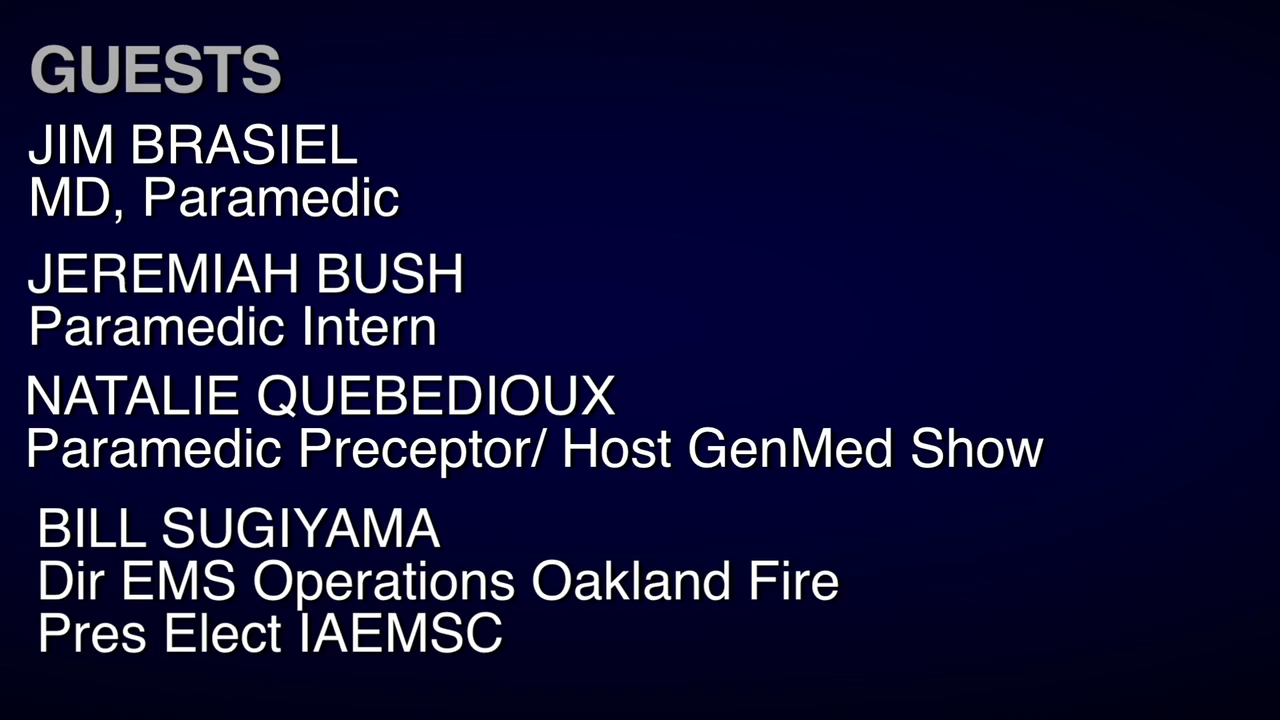 GUESTS
JIM BRASIEL
MD, Paramedic
JEREMIAH BUSH
Paramedic Intern
NATALIE QUEBEDIOUX
Paramedic Preceptor/ Host GenMed Show
BILL SUGIYAMA
Dir EMS Operations Oakland Fire
Pres Elect IAEMSC